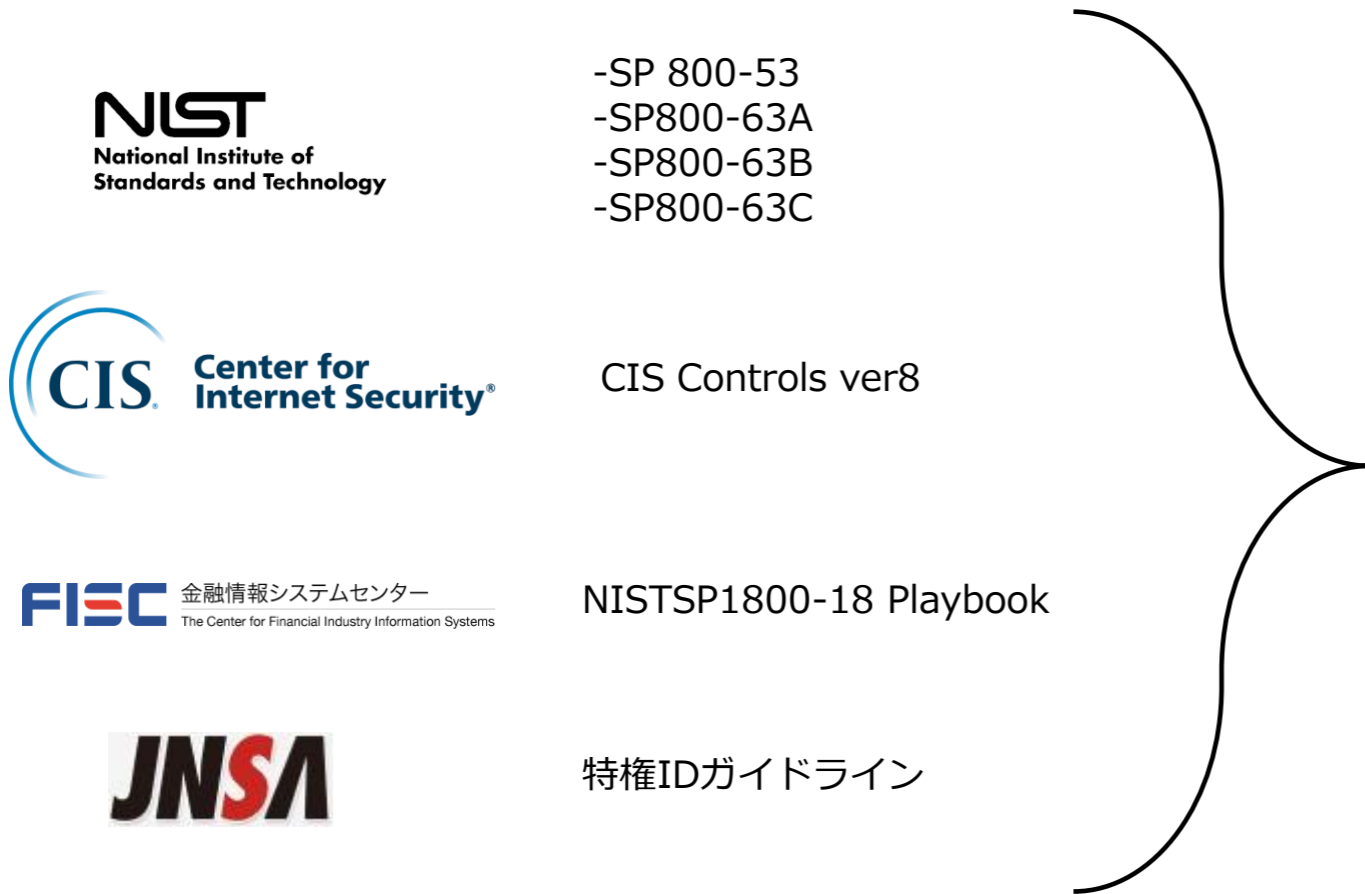 NIST
National Institute of
Standards and Technology
-SP 800-53
-SP800-63A
-SP800-63B
-SP800-63C
CIS.
Center for
Internet Security®
CIS Controls ver8
FISC
金融情報システムセンター
The Center for Financial Industry Information Systems
NISTSP1800-18 Playbook
JNSA
特権IDガイドライン